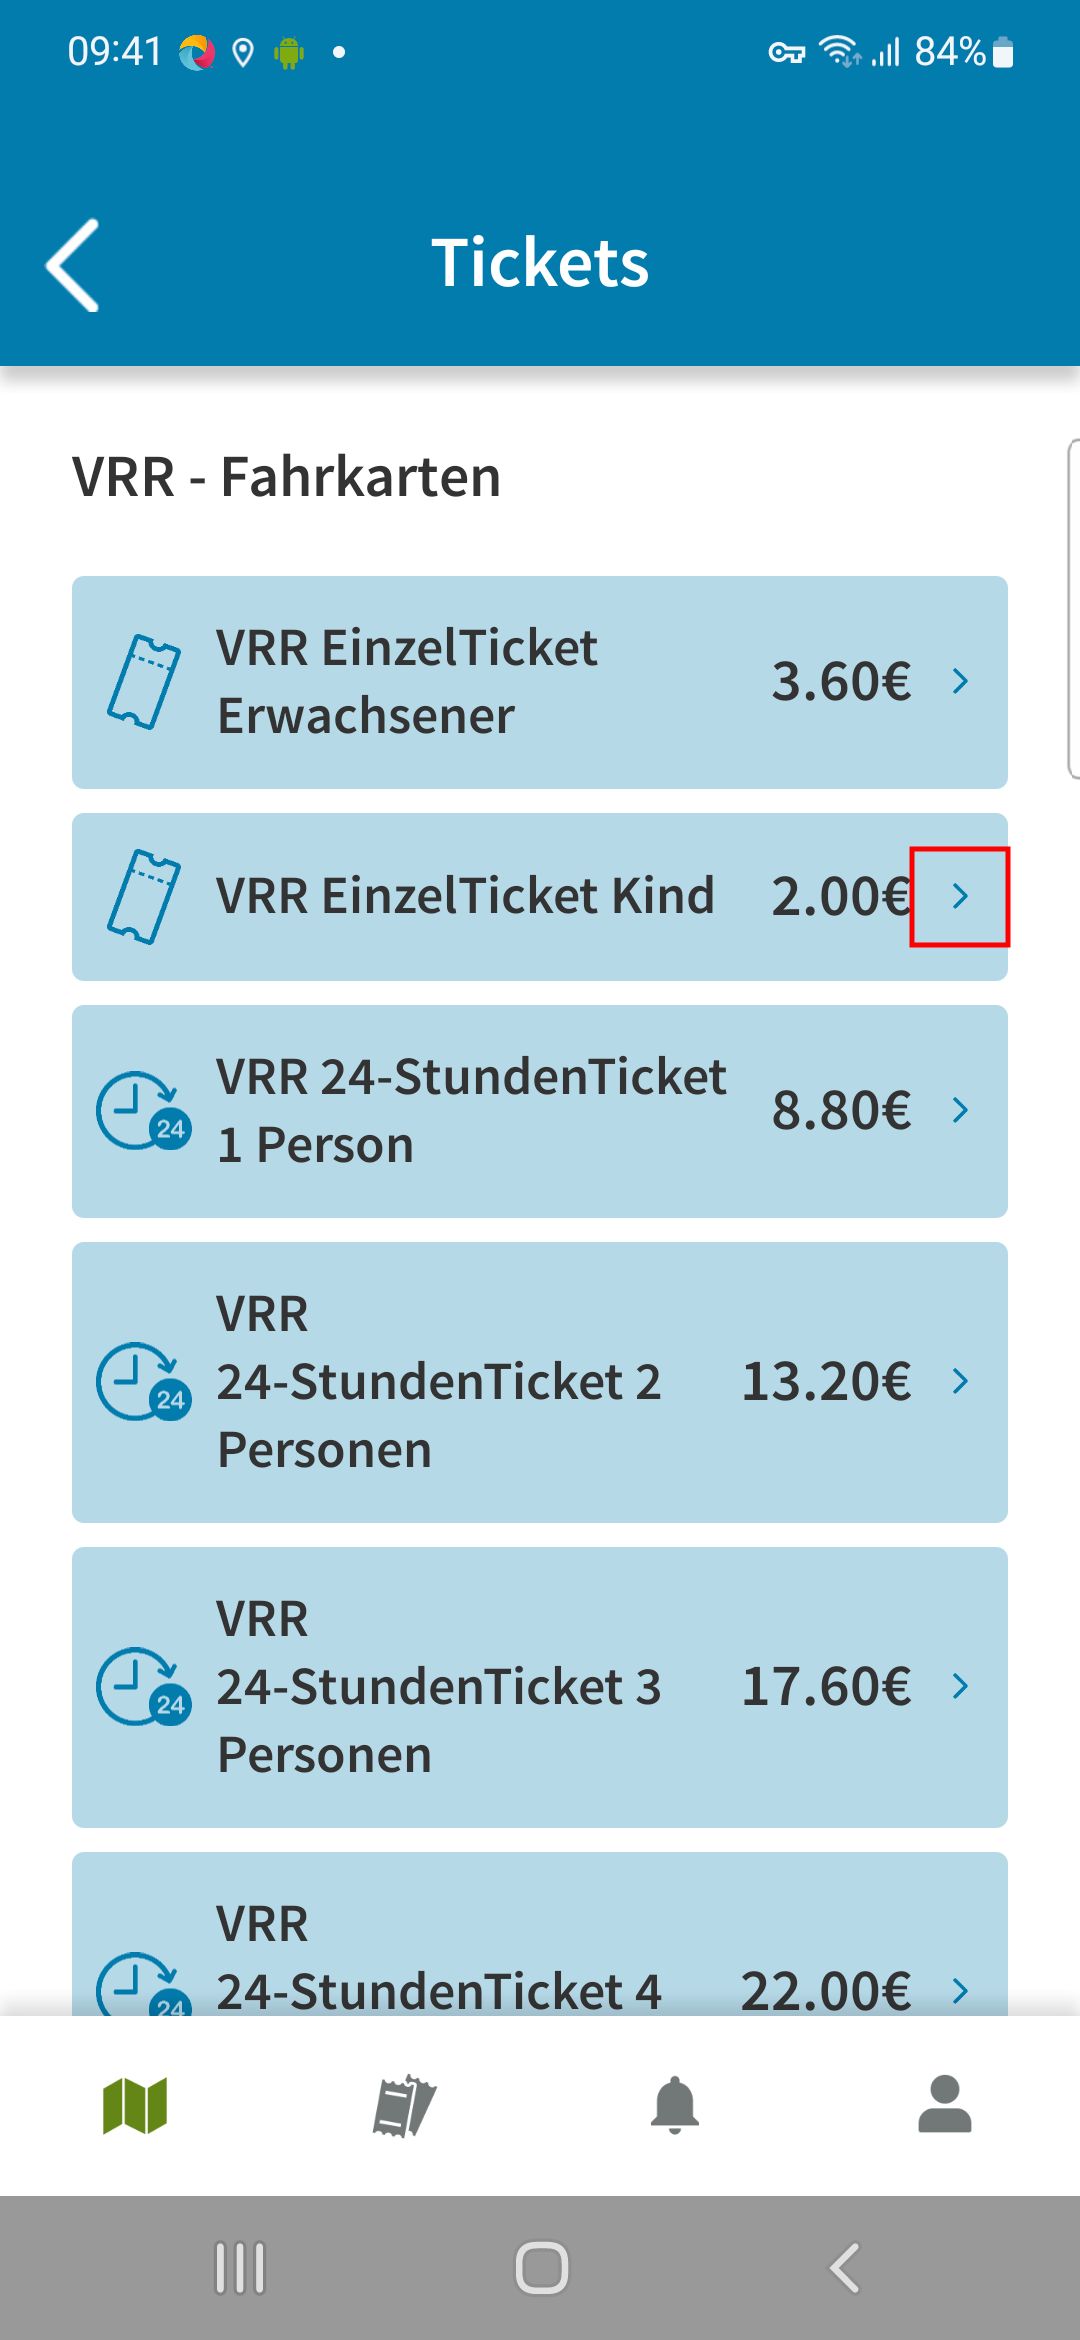 09:41
84%
Tickets
VRR - Fahrkarten
VRR EinzelTicket
Erwachsener
3.60€
VRR EinzelTicket Kind
2.00€
24
VRR 24-StundenTicket
1 Person
8.80€
24
VRR
24-StundenTicket 2
Personen
13.20€
24
VRR
24-StundenTicket 3
Personen
17.60€
24
VRR
24-StundenTicket 4
22.00€